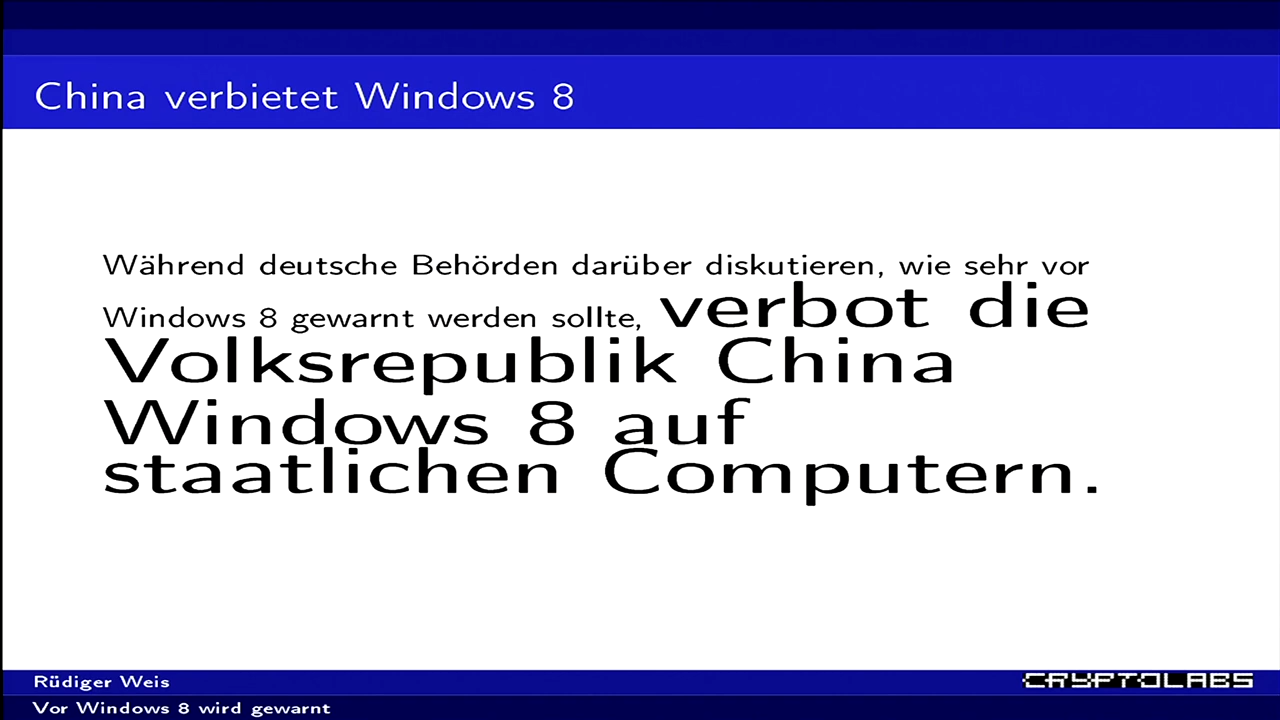 China verbietet Windows 8
Während deutsche Behörden darüber diskutieren, wie sehr vor
Windows 8 gewarnt werden sollte, verbot die
Volksrepublik China
Windows 8 auf
staatlichen Computern.
Rüdiger Weis
CRYPTOLABS
Vor Windows 8 wird gewarnt